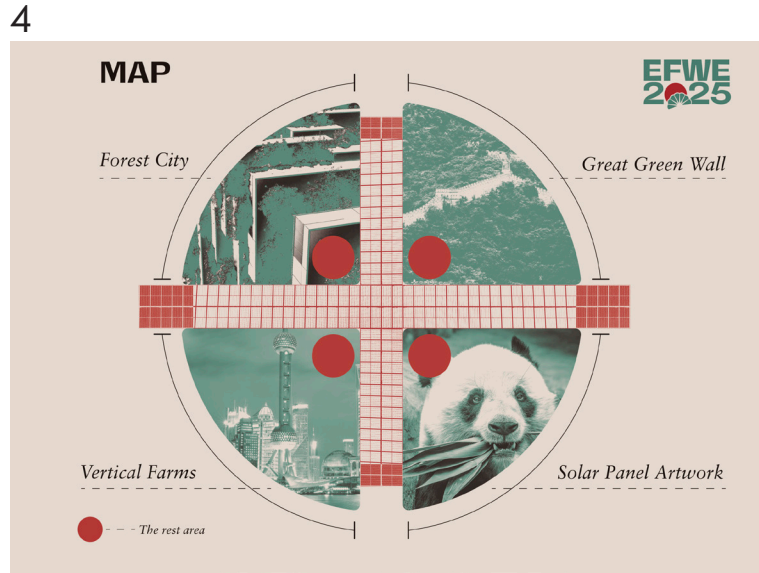 4
MAP
EFWE
2025
Forest City
Great Green Wall
Vertical Farms
Solar Panel Artwork
The rest area